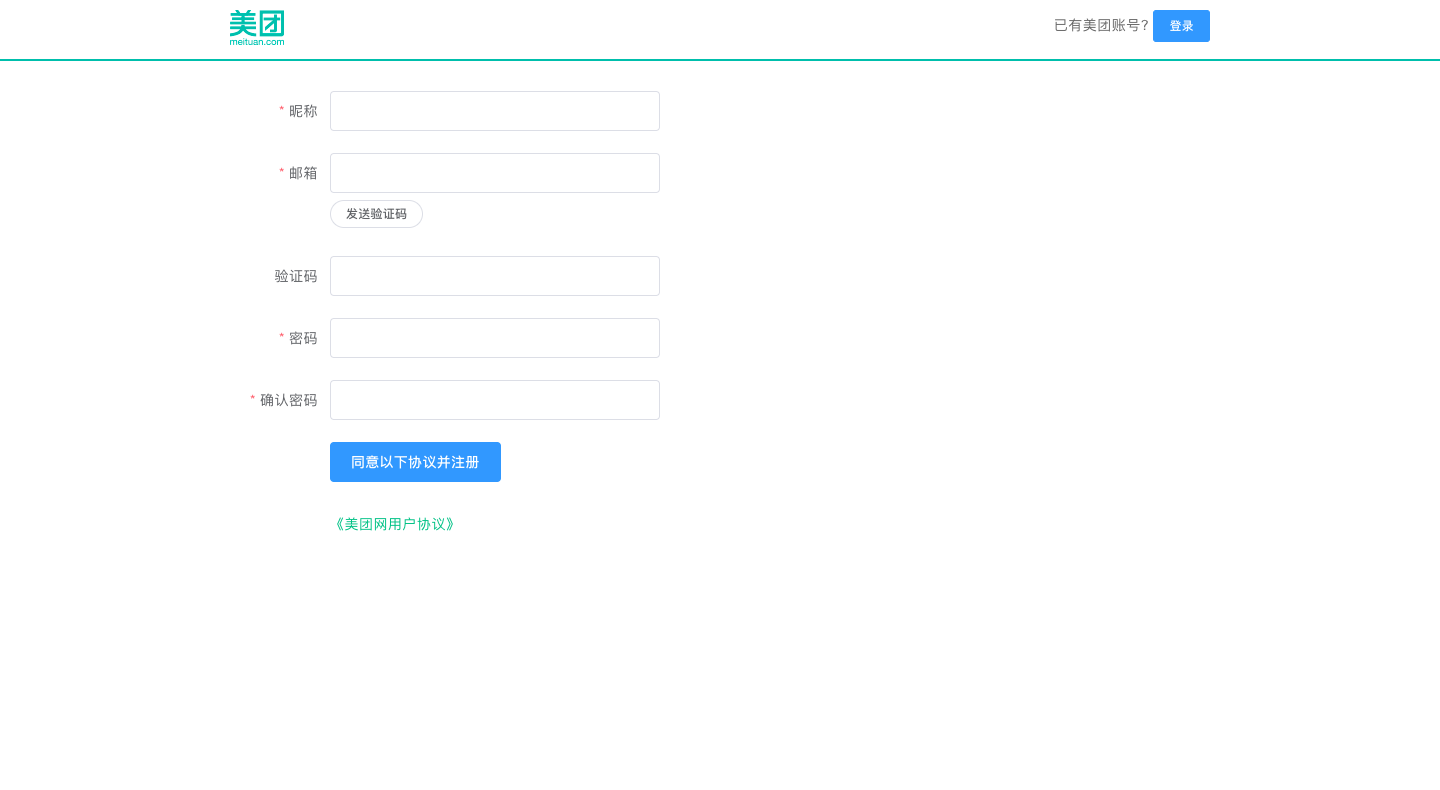 美团
meituan.com
已有美团账号? 登录
* 昵称
* 邮箱
发送验证码
验证码
* 密码
* 确认密码
同意以下协议并注册
《美团网用户协议》